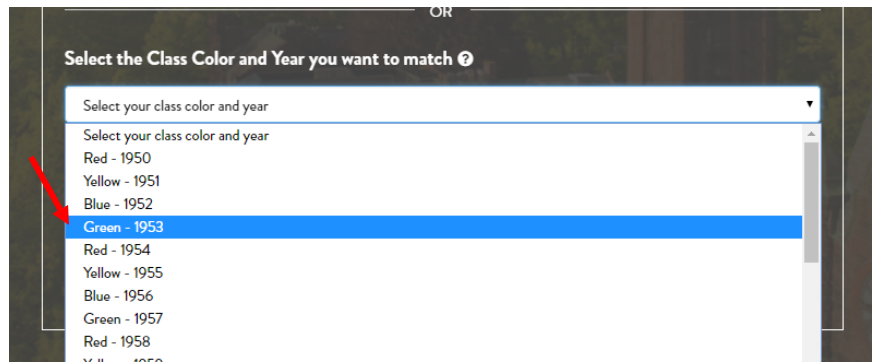 OR
Select the Class Color and Year you want to match ?
Select your class color and year
Select your class color and year
Red - 1950
Yellow - 1951
Blue - 1952
Green - 1953
Red - 1954
Yellow - 1955
Blue - 1956
Green - 1957
Red - 1958
Yellow - 1959